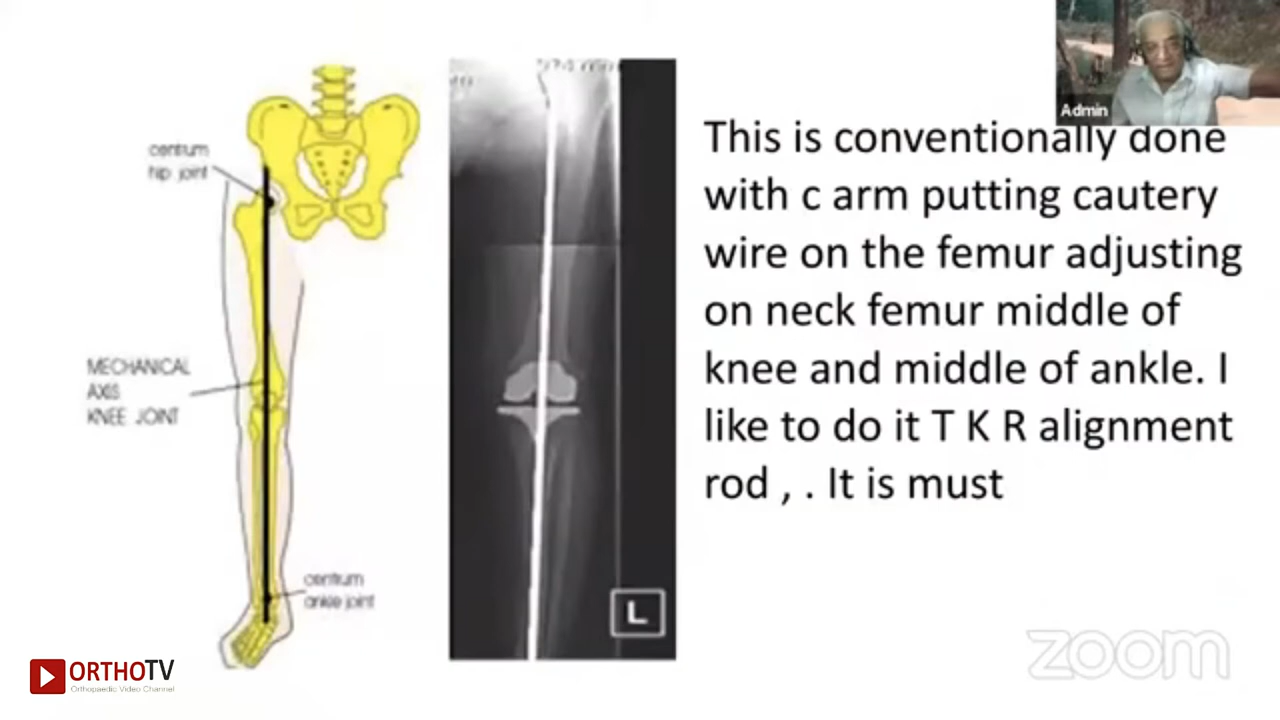 centrum
hip joint
MECHANICAL
AXIS
KNEE JOINT
centrum
ankle joint
L
Admin
This is conventionally done
with c arm putting cautery
wire on the femur adjusting
on neck femur middle of
knee and middle of ankle. I
like to do it T K R alignment
rod , . It is must
ORTHOTV
Orthopaedic Video Channel
zoom